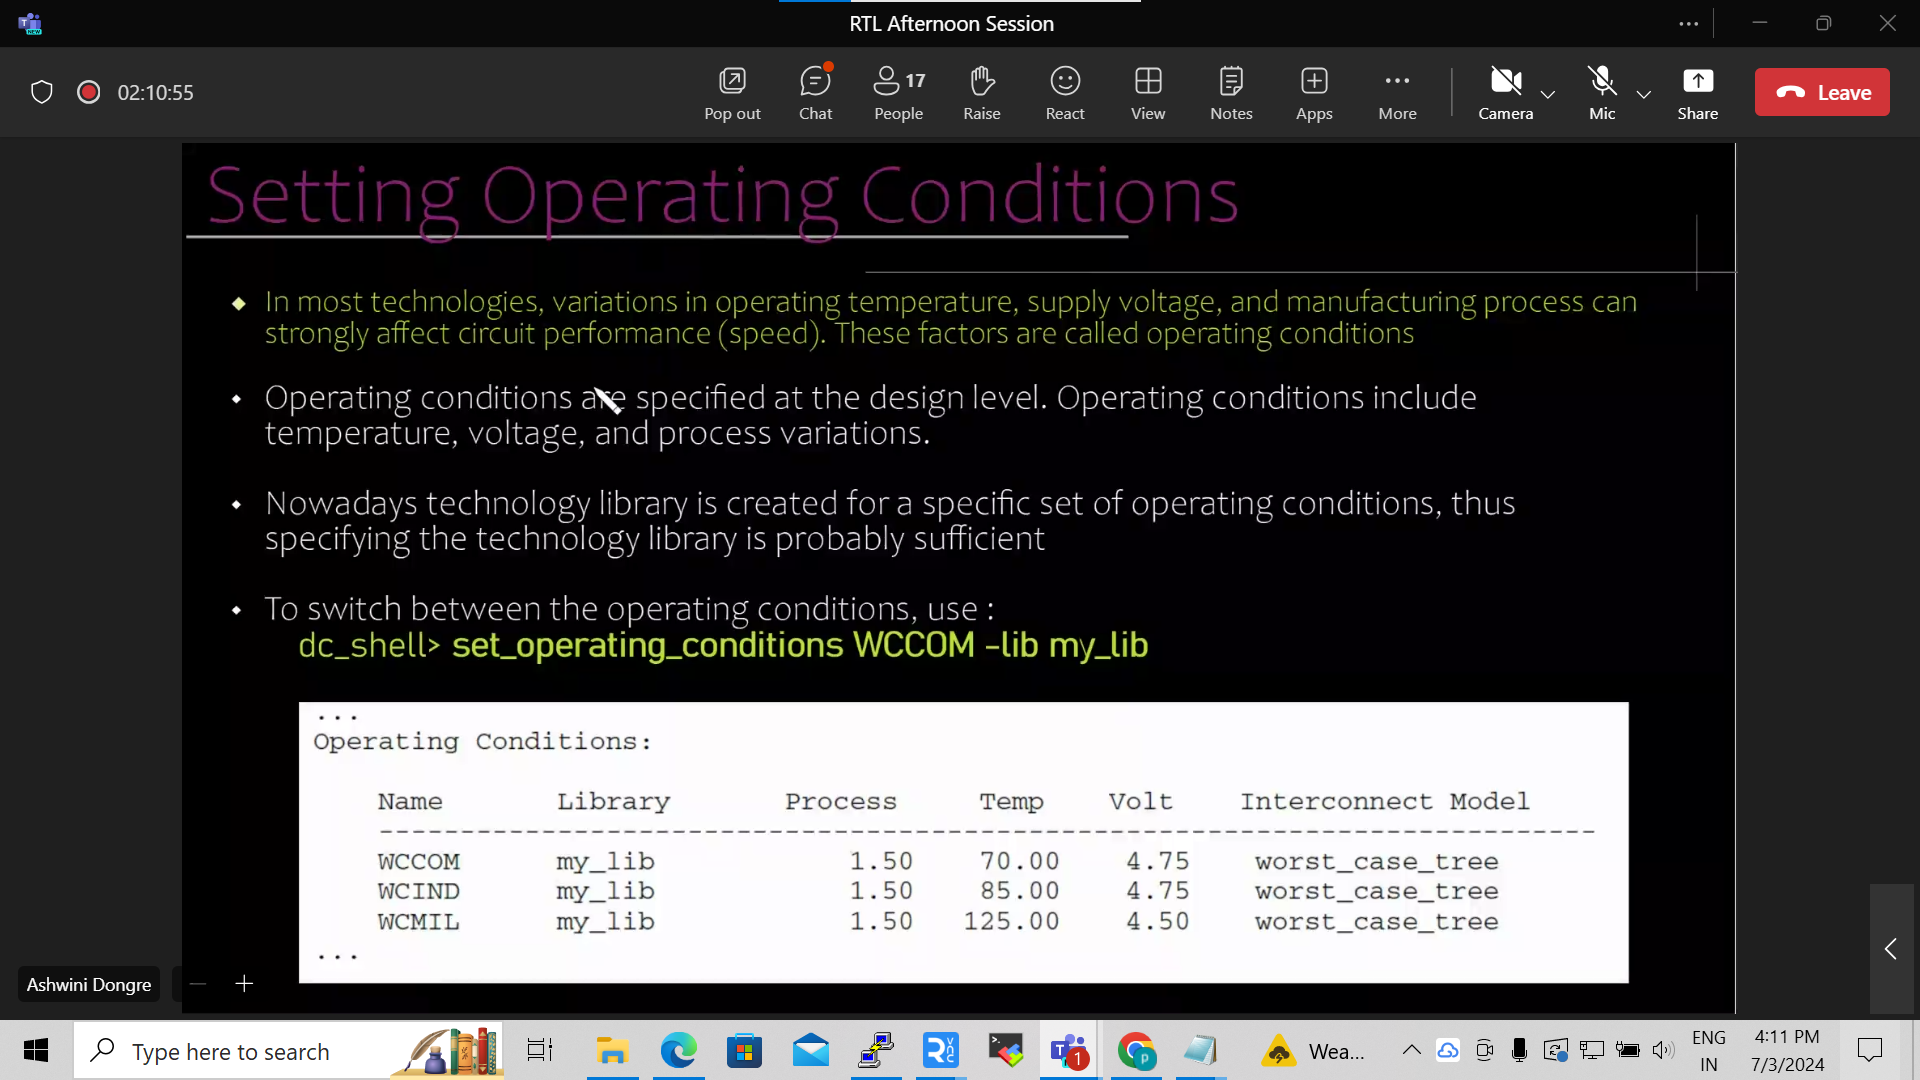 RTL Afternoon Session
02:10:55
Pop out
Chat
17
People
Raise
React
View
Notes
Apps
More
Camera
Mic
Share
Leave
Setting Operating Conditions
In most technologies, variations in operating temperature, supply voltage, and manufacturing process can
strongly affect circuit performance (speed). These factors are called operating conditions
Operating conditions are specified at the design level. Operating conditions include
temperature, voltage, and process variations.
Nowadays technology library is created for a specific set of operating conditions, thus
specifying the technology library is probably sufficient
To switch between the operating conditions, use :
dc_shell> set_operating_conditions WCCOM -lib my_lib
...
Operating Conditions:
Name Library Process Temp Volt Interconnect Model
--------------------------------------------------------------------------
WCCOM my_lib 1.50 70.00 4.75 worst_case_tree
WCIND my_lib 1.50 85.00 4.75 worst_case_tree
WCMIL my_lib 1.50 125.00 4.50 worst_case_tree
...
Ashwini Dongre
Type here to search
1
Wea...
ENG
IN
4:11 PM
7/3/2024